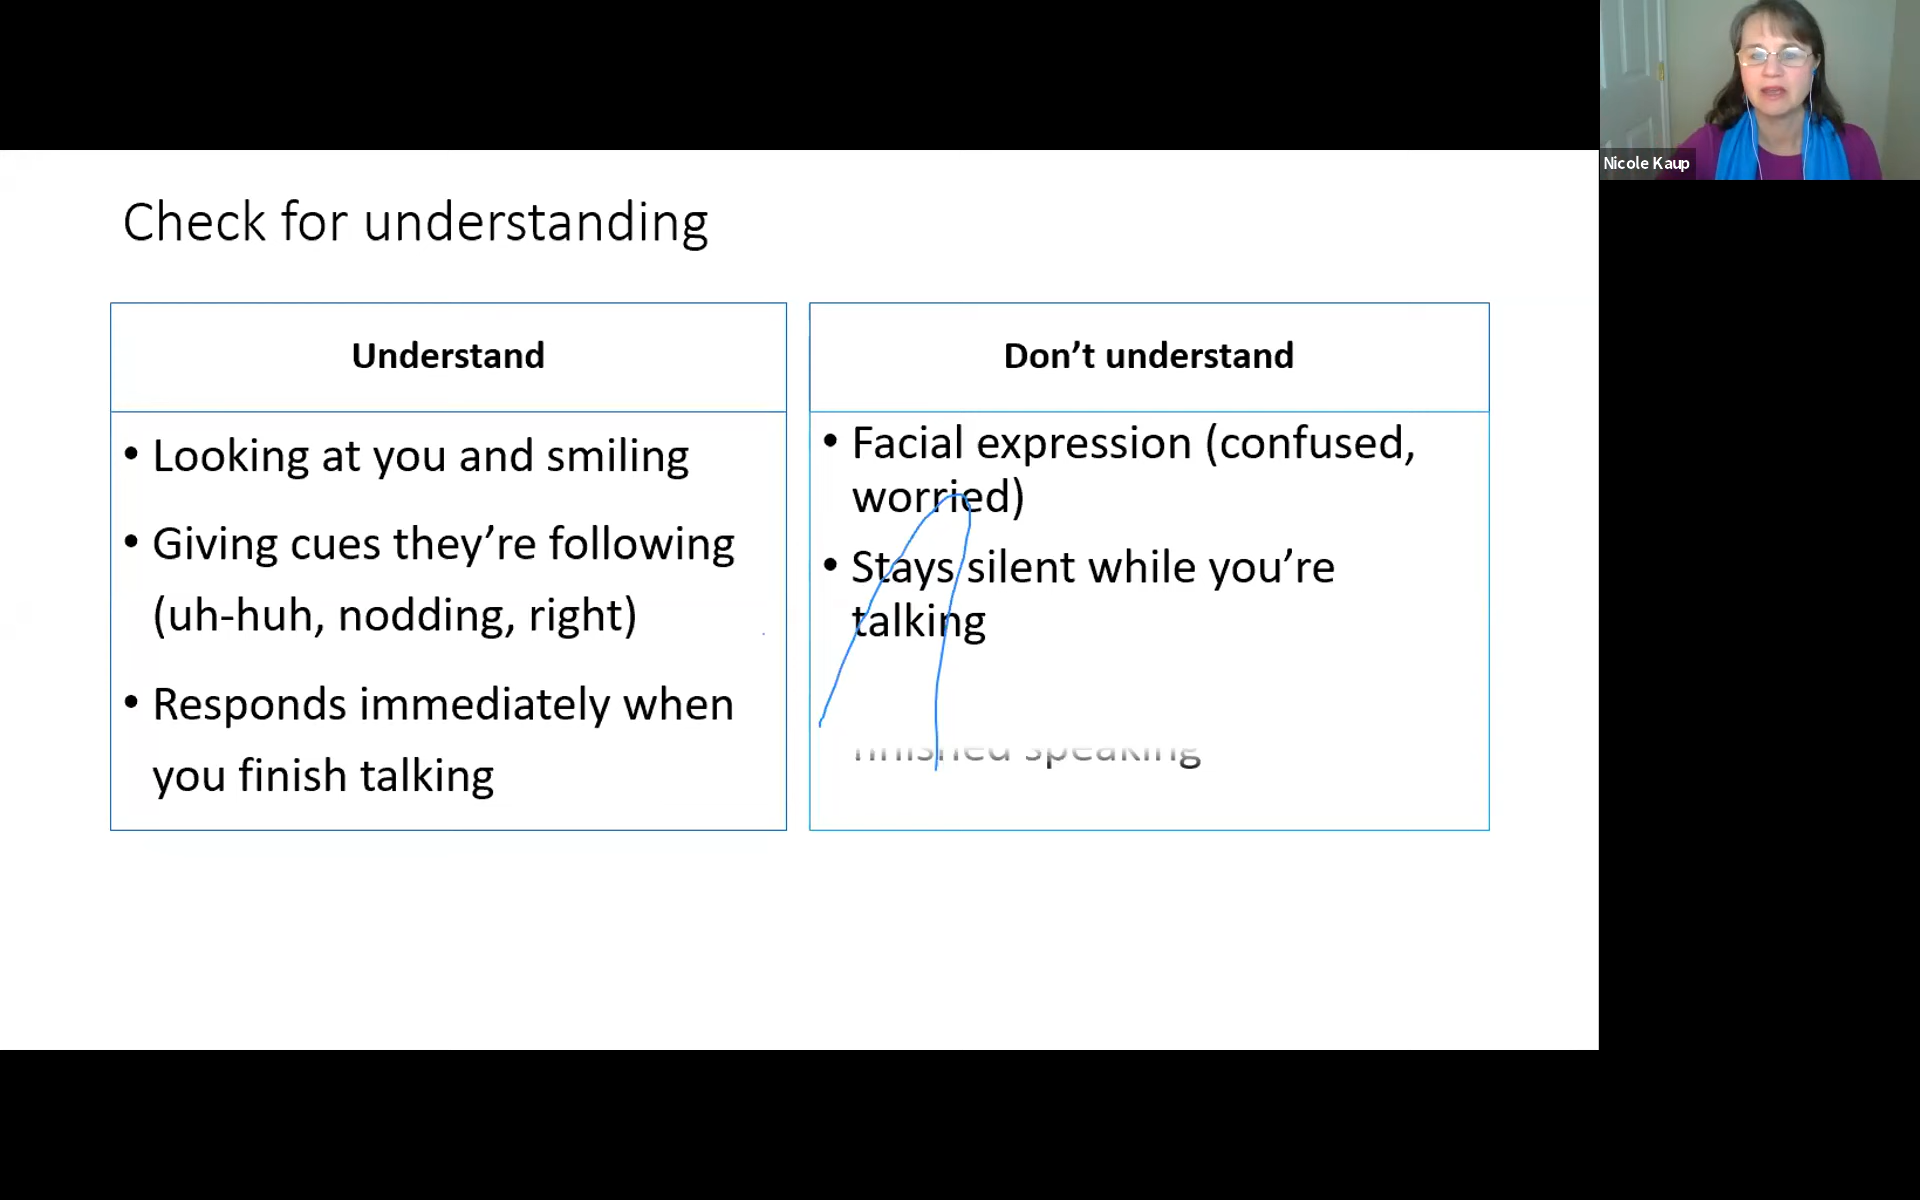 Nicole Kaup
Check for understanding
Understand
• Looking at you and smiling
• Giving cues they’re following
(uh-huh, nodding, right)
• Responds immediately when
you finish talking
Don’t understand
• Facial expression (confused,
worried)
• Stays silent while you’re
talking
finished speaking